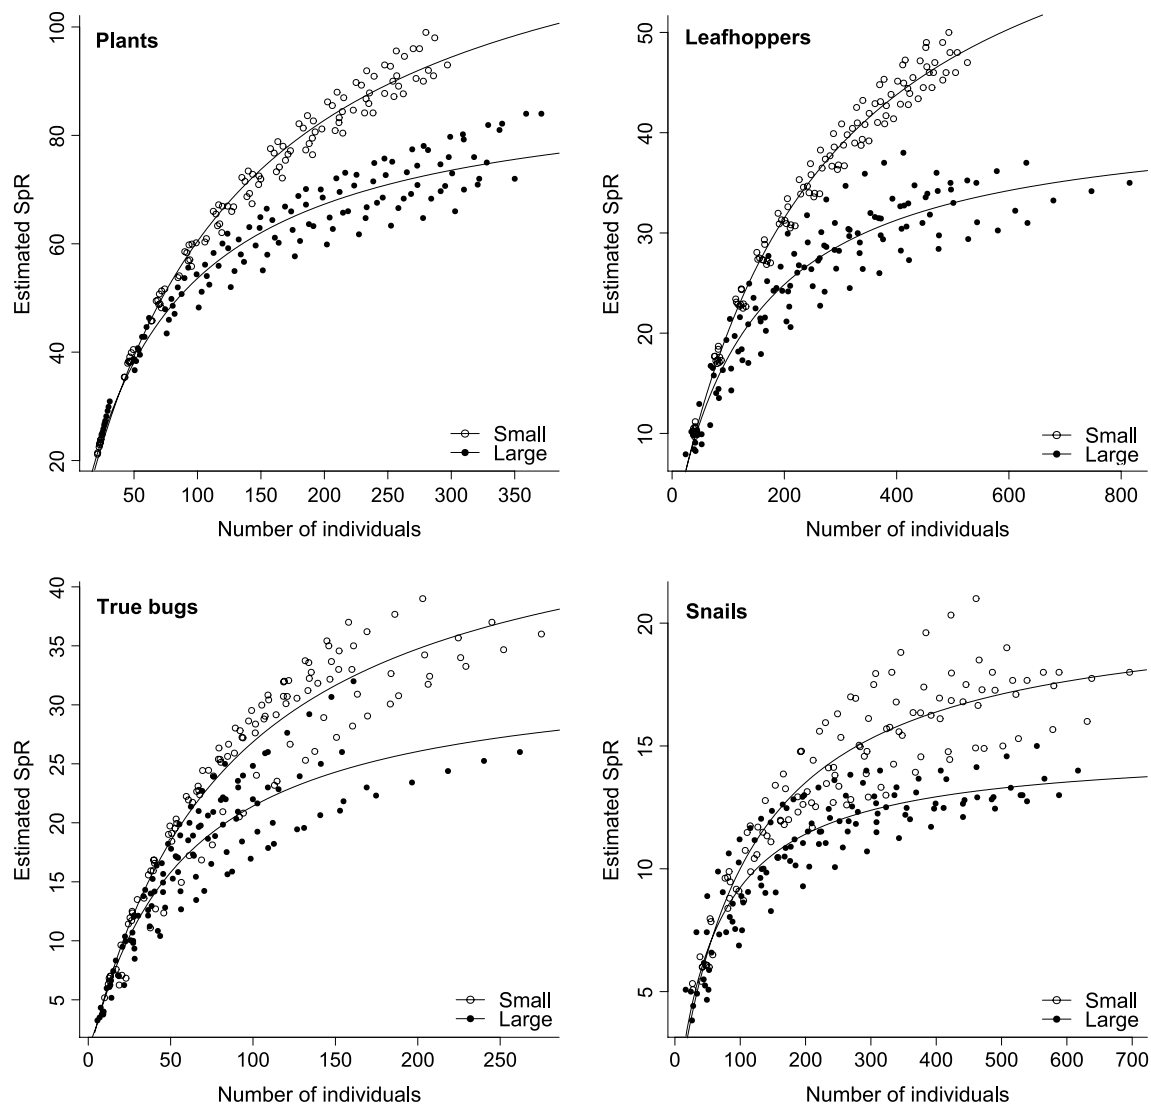 Plants
Estimated SpR
20 40 60 80 100
50 100 150 200 250 300 350
Number of individuals
Small
Large
Leafhoppers
Estimated SpR
10 20 30 40 50
0 200 400 600 800
Number of individuals
Small
Large
True bugs
Estimated SpR
5 10 15 20 25 30 35 40
0 50 100 150 200 250
Number of individuals
Small
Large
Snails
Estimated SpR
5 10 15 20
0 100 200 300 400 500 600 700
Number of individuals
Small
Large